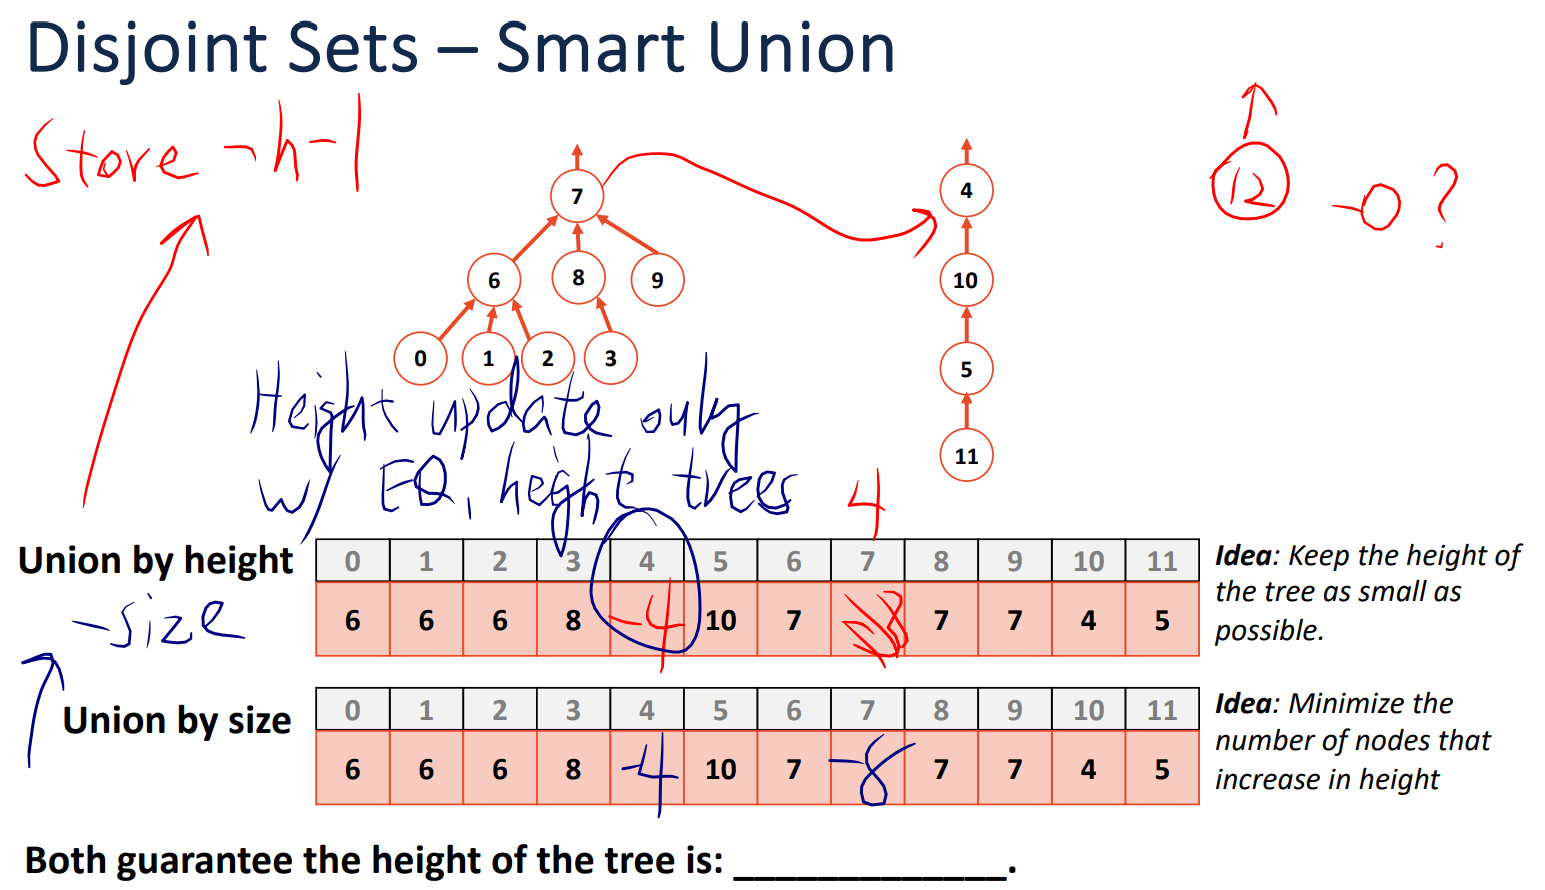 Disjoint Sets – Smart Union
Store -h-1
12
-0 ?
7
4
6
8
9
10
0
1
2
3
5
11
Height update only
w/ EQ. height trees
4
Union by height
0 1 2 3 4 5 6 7 8 9 10 11
6 6 6 8 -4 10 7 7 7 4 5
Idea: Keep the height of
the tree as small as
possible.
-size
Union by size
0 1 2 3 4 5 6 7 8 9 10 11
6 6 6 8 -4 10 7 -8 7 7 4 5
Idea: Minimize the
number of nodes that
increase in height
Both guarantee the height of the tree is: _____________.